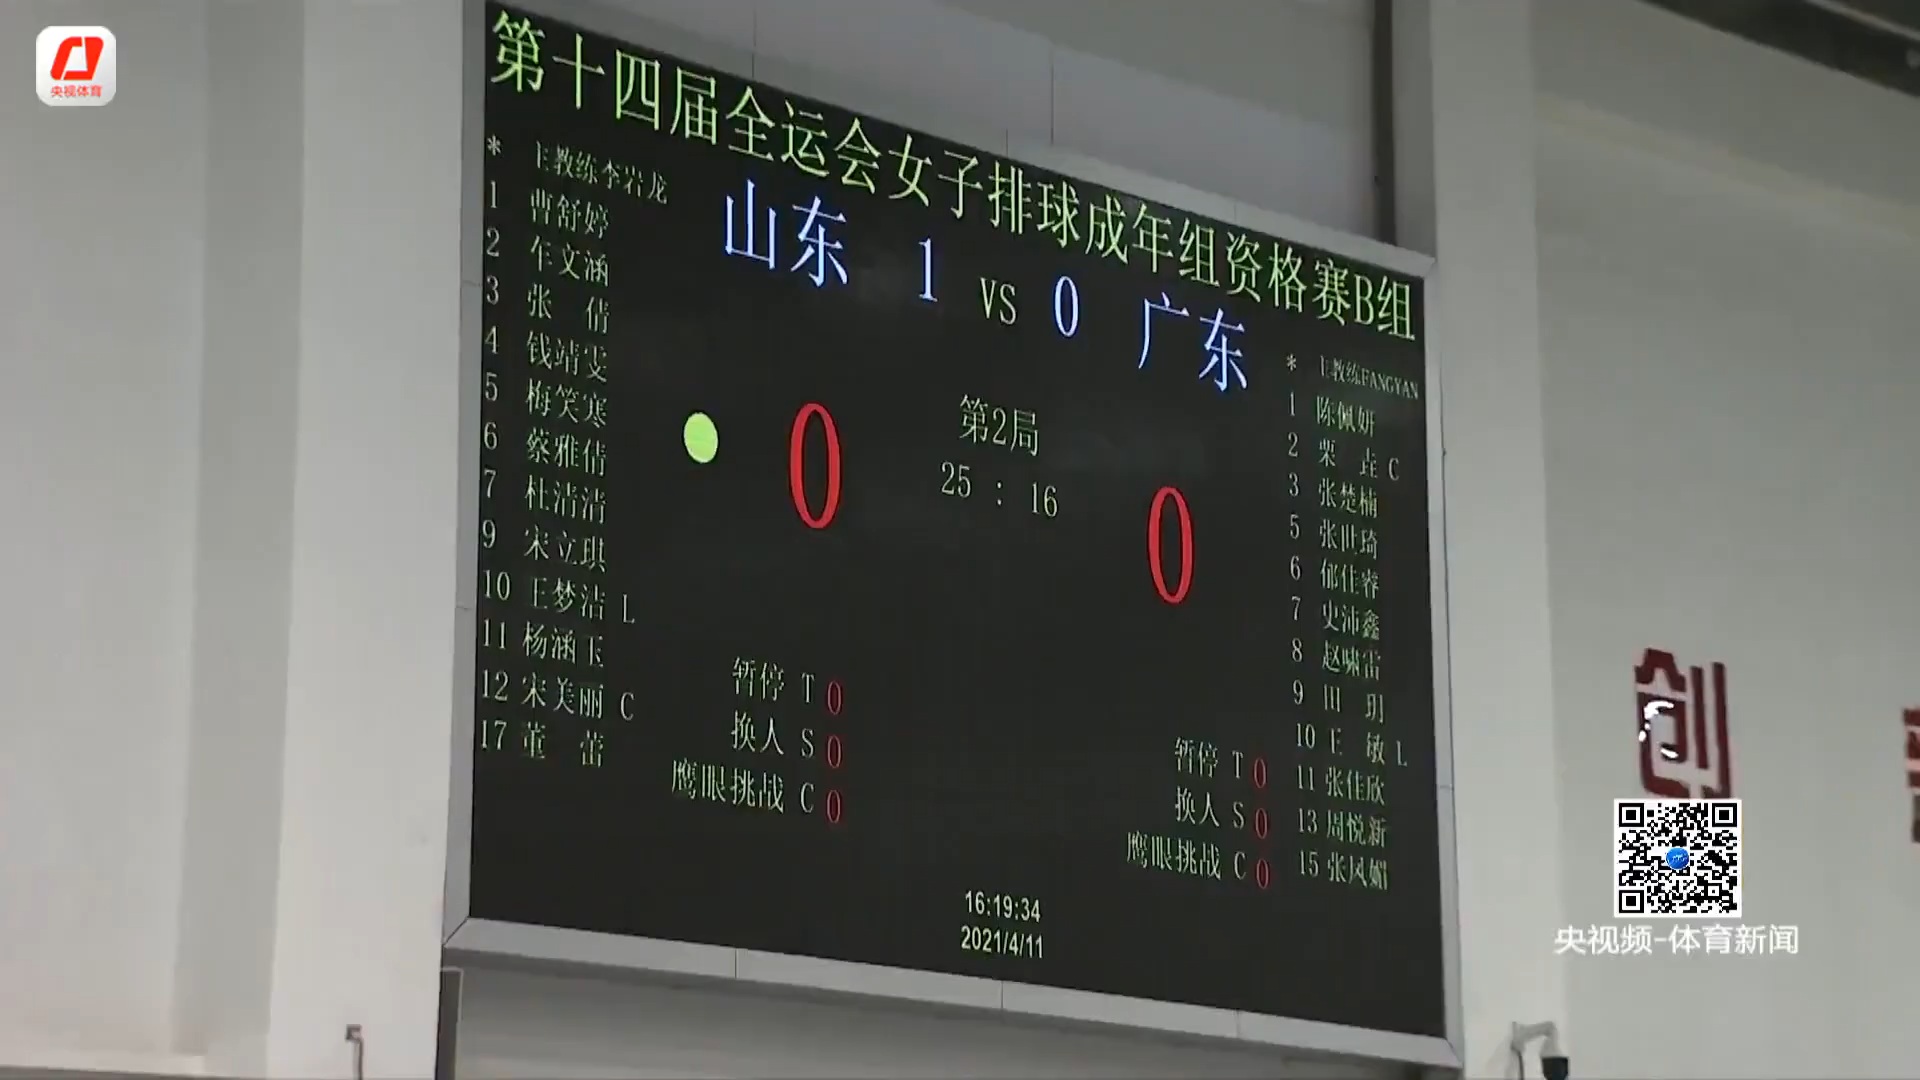 央视体育
第十四届全运会女子排球成年组资格赛B组
山东 1 VS 0 广东
* 主教练李岩龙
1 曹舒婷
2 车文涵
3 张 倩
4 钱靖雯
5 梅笑寒
6 蔡雅倩
7 杜清清
9 宋立琪
10 王梦洁 L
11 杨涵玉
12 宋美丽 C
17 董 蕾
第2局
25 : 16
0
0
暂停 T 0
换人 S 0
鹰眼挑战 C 0
暂停 T 0
换人 S 0
鹰眼挑战 C 0
* 主教练FANGYAN
1 陈佩妍
2 栗 垚 C
3 张楚楠
5 张世琦
6 郁佳睿
7 史沛鑫
8 赵啸雷
9 田 玥
10 王 敏 L
11 张佳欣
13 周悦新
15 张凤媚
16:19:34
2021/4/11
创
央视频-体育新闻